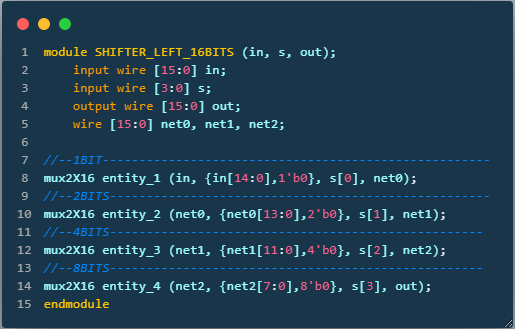 1 module SHIFTER_LEFT_16BITS (in, s, out);
2     input wire [15:0] in;
3     input wire [3:0] s;
4     output wire [15:0] out;
5     wire [15:0] net0, net1, net2;
6
7 //--1BIT-----------------------------------------------------
8 mux2X16 entity_1 (in, {in[14:0],1'b0}, s[0], net0);
9 //--2BITS----------------------------------------------------
10 mux2X16 entity_2 (net0, {net0[13:0],2'b0}, s[1], net1);
11 //--4BITS---------------------------------------------------
12 mux2X16 entity_3 (net1, {net1[11:0],4'b0}, s[2], net2);
13 //--8BITS---------------------------------------------------
14 mux2X16 entity_4 (net2, {net2[7:0],8'b0}, s[3], out);
15 endmodule